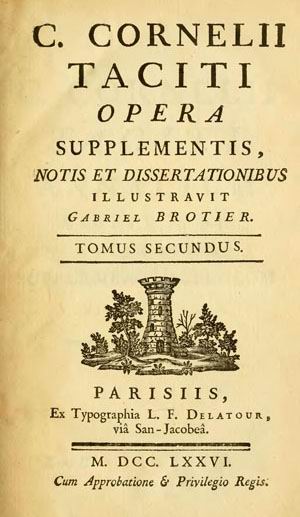 C. CORNELII
TACITI
OPERA
SUPPLEMENTIS,
NOTIS ET DISSERTATIONIBUS
ILLUSTRAVIT
GABRIEL BROTIER.
TOMUS SECUNDUS.
PARISIIS,
Ex Typographia L. F. DELATOUR,
viâ San-Jacobeâ.
M. DCC. LXXVI.
Cum Approbatione & Privilegio Regis.